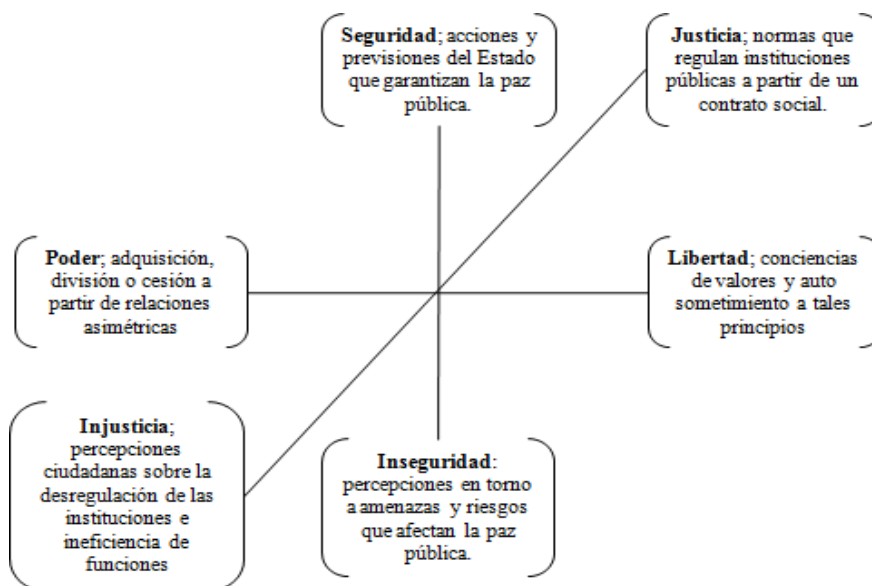 Seguridad; acciones y
previsiones del Estado
que garantizan la paz
pública.
Justicia; normas que
regulan instituciones
públicas a partir de un
contrato social.
Poder; adquisición,
división o cesión a
partir de relaciones
asimétricas
Libertad; conciencias
de valores y auto
sometimiento a tales
principios
Injusticia;
percepciones
ciudadanas sobre la
desregulación de las
instituciones e
ineficiencia de
funciones
Inseguridad:
percepciones en torno
a amenazas y riesgos
que afectan la paz
pública.